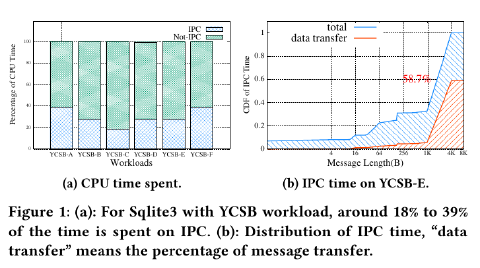 IPC
Not-IPC
100
80
60
40
20
0
Percentage of CPU Time
YCSB-A YCSB-B YCSB-C YCSB-D YCSB-E YCSB-F
Workloads
(a) CPU time spent.
total
data transfer
1
0.8
0.6
0.4
0.2
0
CDF of IPC Time
58.7%
4 16 64 256 1K 4K 8K
Message Length(B)
(b) IPC time on YCSB-E.
Figure 1: (a): For Sqlite3 with YCSB workload, around 18% to 39%
of the time is spent on IPC. (b): Distribution of IPC time, “data
transfer” means the percentage of message transfer.